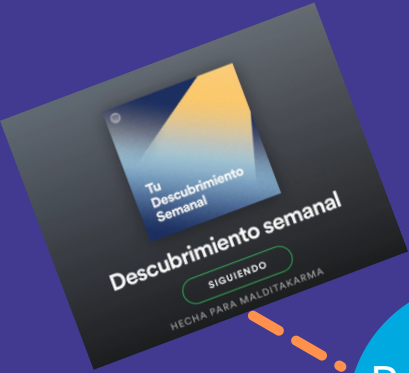 Tu
Descubrimiento
Semanal
Descubrimiento semanal
SIGUIENDO
HECHA PARA MALDITAKARMA